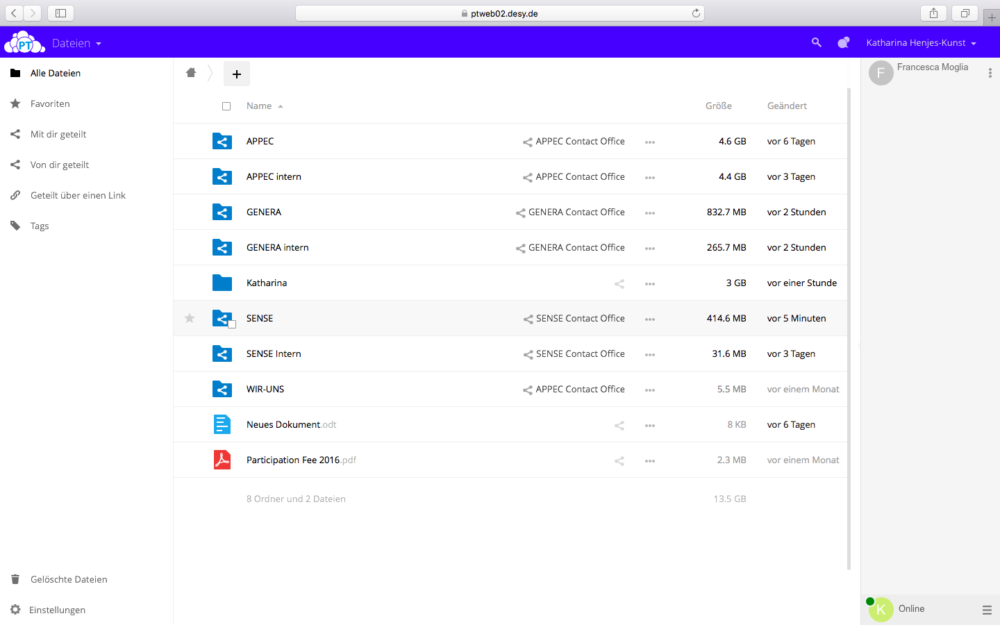 ptweb02.desy.de
PT Dateien Katharina Henjes-Kunst
Alle Dateien
Favoriten
Mit dir geteilt
Von dir geteilt
Geteilt über einen Link
Tags
Gelöschte Dateien
Einstellungen
+
Name Größe Geändert
APPEC APPEC Contact Office 4.6 GB vor 6 Tagen
APPEC intern APPEC Contact Office 4.4 GB vor 3 Tagen
GENERA GENERA Contact Office 832.7 MB vor 2 Stunden
GENERA intern GENERA Contact Office 265.7 MB vor 2 Stunden
Katharina 3 GB vor einer Stunde
SENSE SENSE Contact Office 414.6 MB vor 5 Minuten
SENSE Intern SENSE Contact Office 31.6 MB vor 3 Tagen
WIR-UNS APPEC Contact Office 5.5 MB vor einem Monat
Neues Dokument.odt 8 KB vor 6 Tagen
Participation Fee 2016.pdf 2.3 MB vor einem Monat
8 Ordner und 2 Dateien 13.5 GB
F Francesca Moglia
K Online